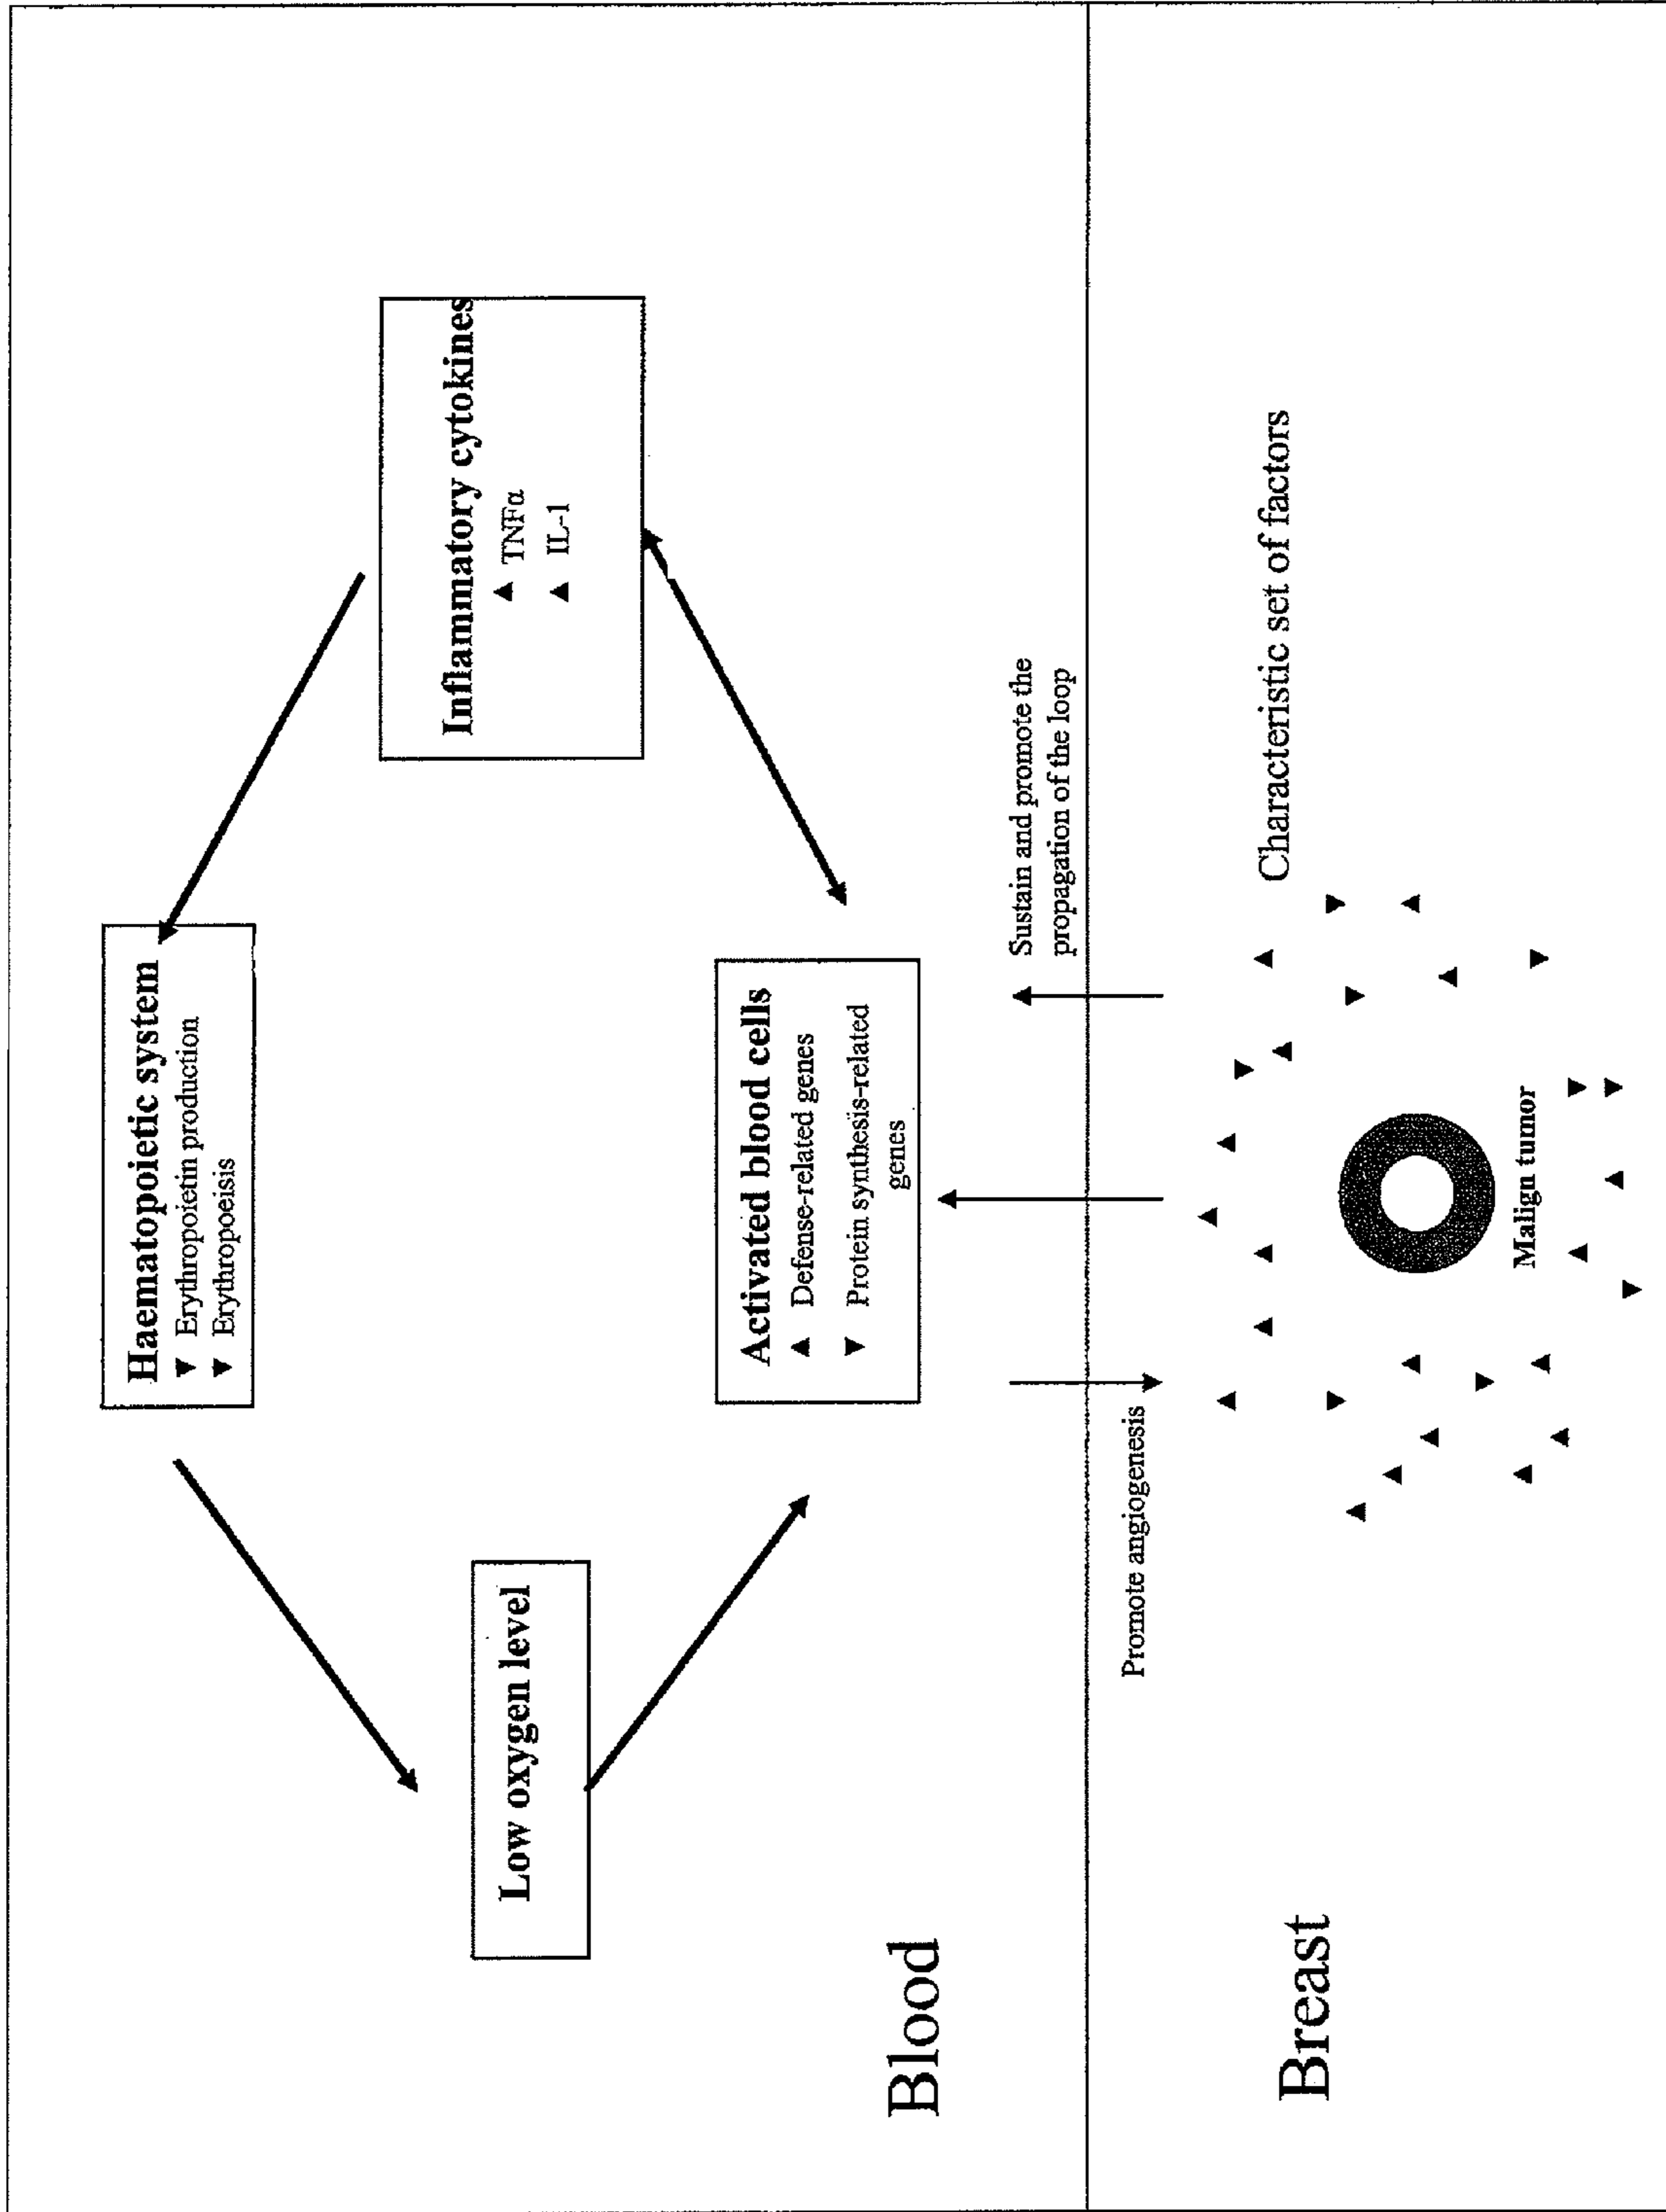 Haematopoietic system
▼ Erythropoietin production
▼ Erythropoeisis
Inflammatory cytokines
▲ TNFα
▲ IL-1
Low oxygen level
Activated blood cells
▲ Defense-related genes
▼ Protein synthesis-related
genes
Blood
Sustain and promote the
propagation of the loop
Promote angiogenesis
Characteristic set of factors
Malign tumor
Breast